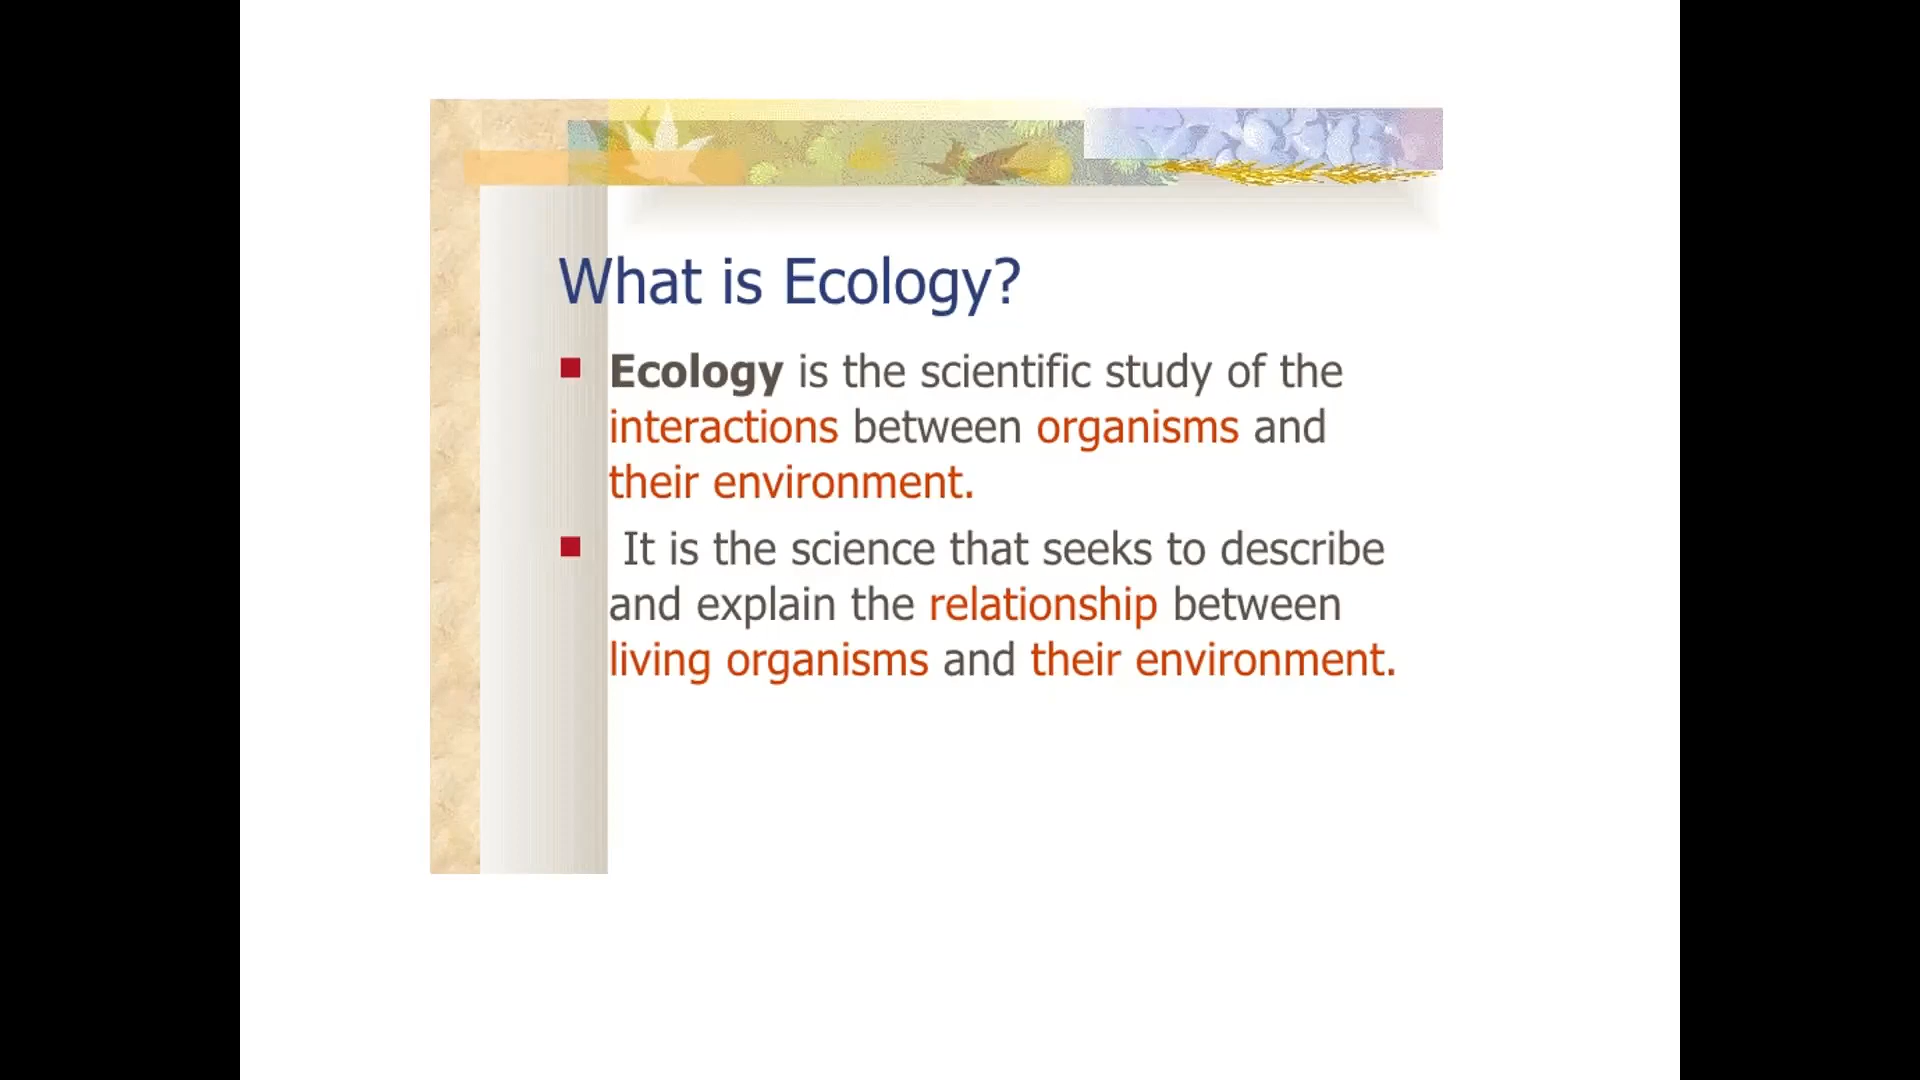 What is Ecology?
Ecology is the scientific study of the
interactions between organisms and
their environment.
It is the science that seeks to describe
and explain the relationship between
living organisms and their environment.